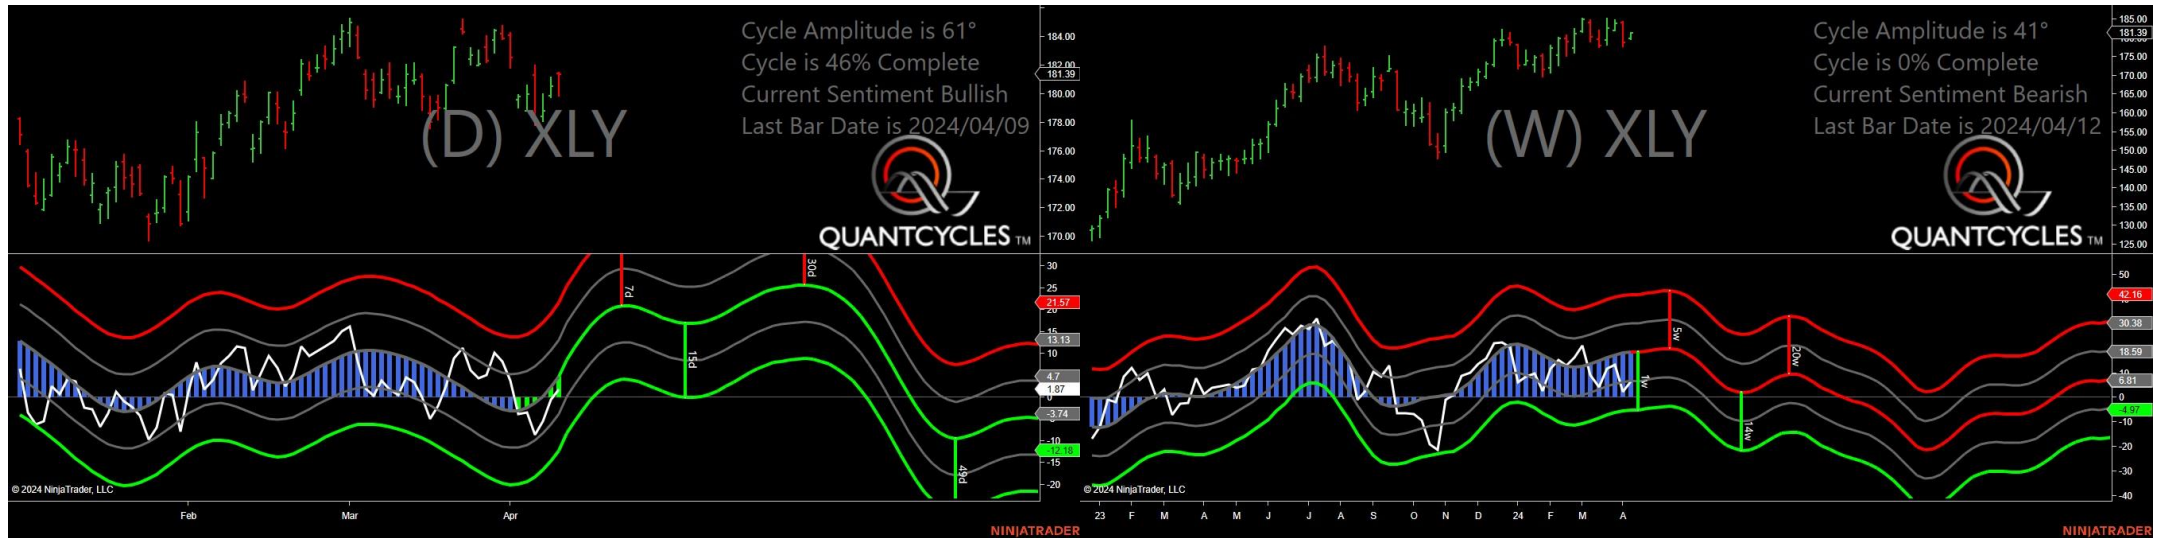 Cycle Amplitude is 61°
Cycle is 46% Complete
Current Sentiment Bullish
Last Bar Date is 2024/04/09
(D) XLY
QUANTCYCLES TM
184.00
182.00
181.39
180.00
178.00
176.00
174.00
172.00
170.00
7d
30d
15d
49d
30
25
21.57
20
15
13.13
10
4.7
1.87
0
-3.74
-10
-12.18
-15
-20
© 2024 NinjaTrader, LLC
Feb Mar Apr
NINJATRADER
Cycle Amplitude is 41°
Cycle is 0% Complete
Current Sentiment Bearish
Last Bar Date is 2024/04/12
(W) XLY
QUANTCYCLES TM
185.00
181.39
175.00
170.00
165.00
160.00
155.00
150.00
145.00
140.00
135.00
130.00
125.00
5w
20w
1w
14w
50
42.16
30.38
18.59
10
6.81
0
-4.97
-10
-20
-30
-40
© 2024 NinjaTrader, LLC
23 F M A M J J A S O N D 24 F M A
NINJATRADER